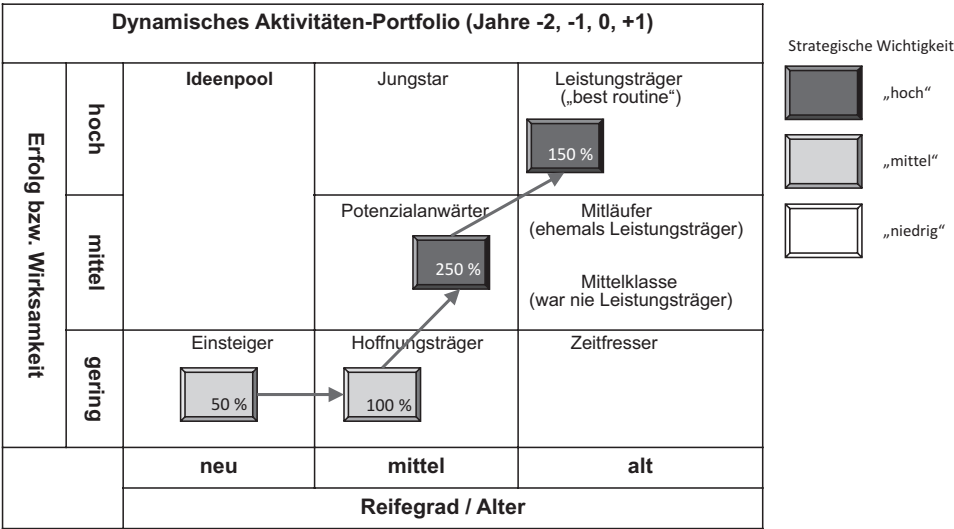 Dynamisches Aktivitäten-Portfolio (Jahre -2, -1, 0, +1)
Strategische Wichtigkeit
„hoch“
„mittel“
„niedrig“
Erfolg bzw. Wirksamkeit
hoch
Ideenpool
Jungstar
Leistungsträger
(„best routine“)
150 %
mittel
Potenzialanwärter
250 %
Mitläufer
(ehemals Leistungsträger)
Mittelklasse
(war nie Leistungsträger)
gering
Einsteiger
50 %
Hoffnungsträger
100 %
Zeitfresser
neu
mittel
alt
Reifegrad / Alter